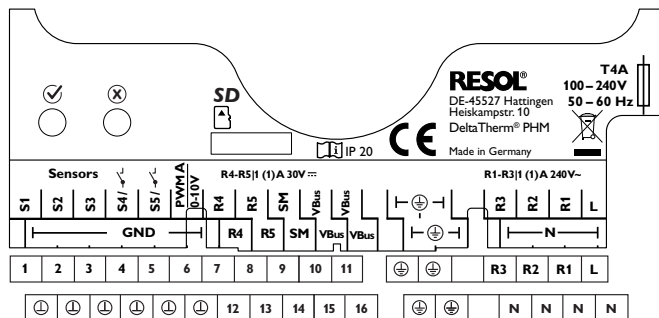 SD
RESOL®
DE-45527 Hattingen
Heiskampstr. 10
DeltaTherm® PHM
Made in Germany
T4A
100–240V
50–60 Hz
IP 20
Sensors
R4-R5|1 (1) A 30V
R1-R3|1 (1) A 240V~
S1 S2 S3 S4/ S5/ PWM A 0-10V R4 R5 SM VBus VBus R3 R2 R1 L
GND R4 R5 SM VBus VBus N
1 2 3 4 5 6 7 8 9 10 11 R3 R2 R1 L
12 13 14 15 16 N N N N